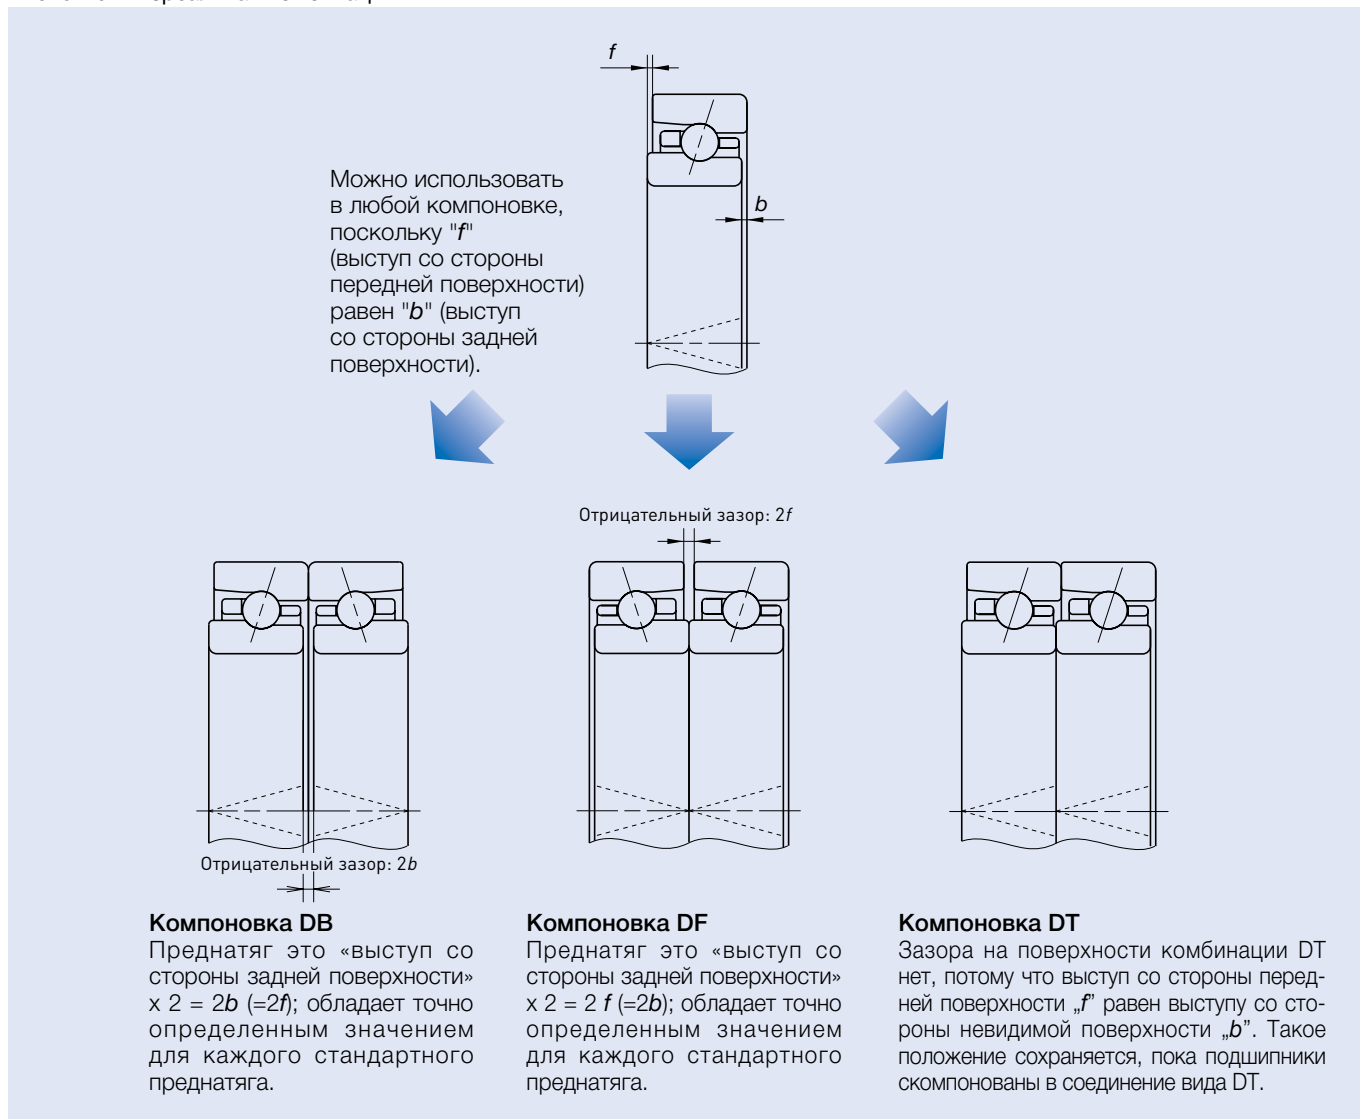 f
Можно использовать
в любой компоновке,
поскольку "f"
(выступ со стороны
передней поверхности)
равен "b" (выступ
со стороны задней
поверхности).
b
Отрицательный зазор: 2f
Отрицательный зазор: 2b
Компоновка DB
Преднатяг это «выступ со
стороны задней поверхности»
x 2 = 2b (=2f); обладает точно
определенным значением
для каждого стандартного
преднатяга.
Компоновка DF
Преднатяг это «выступ со
стороны задней поверхности»
x 2 = 2 f (=2b); обладает точно
определенным значением
для каждого стандартного
преднатяга.
Компоновка DT
Зазора на поверхности комбинации DT
нет, потому что выступ со стороны перед-
ней поверхности „f” равен выступу со сто-
роны невидимой поверхности „b”. Такое
положение сохраняется, пока подшипники
скомпонованы в соединение вида DT.